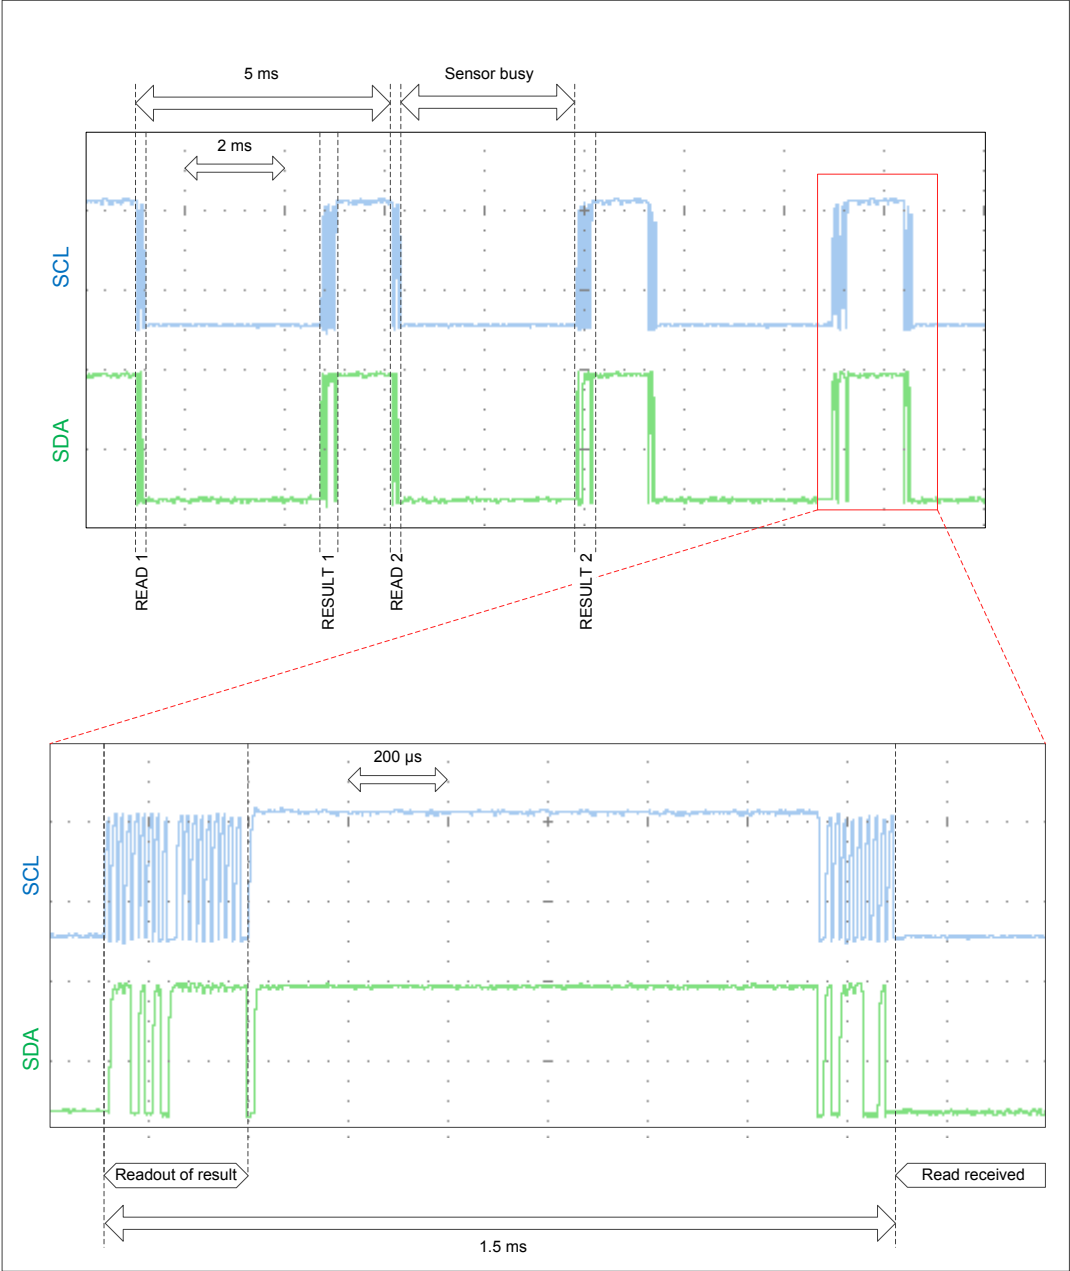 5 ms
Sensor busy
2 ms
SCL
SDA
READ 1
RESULT 1
READ 2
RESULT 2
200 µs
SCL
SDA
Readout of result
Read received
1.5 ms